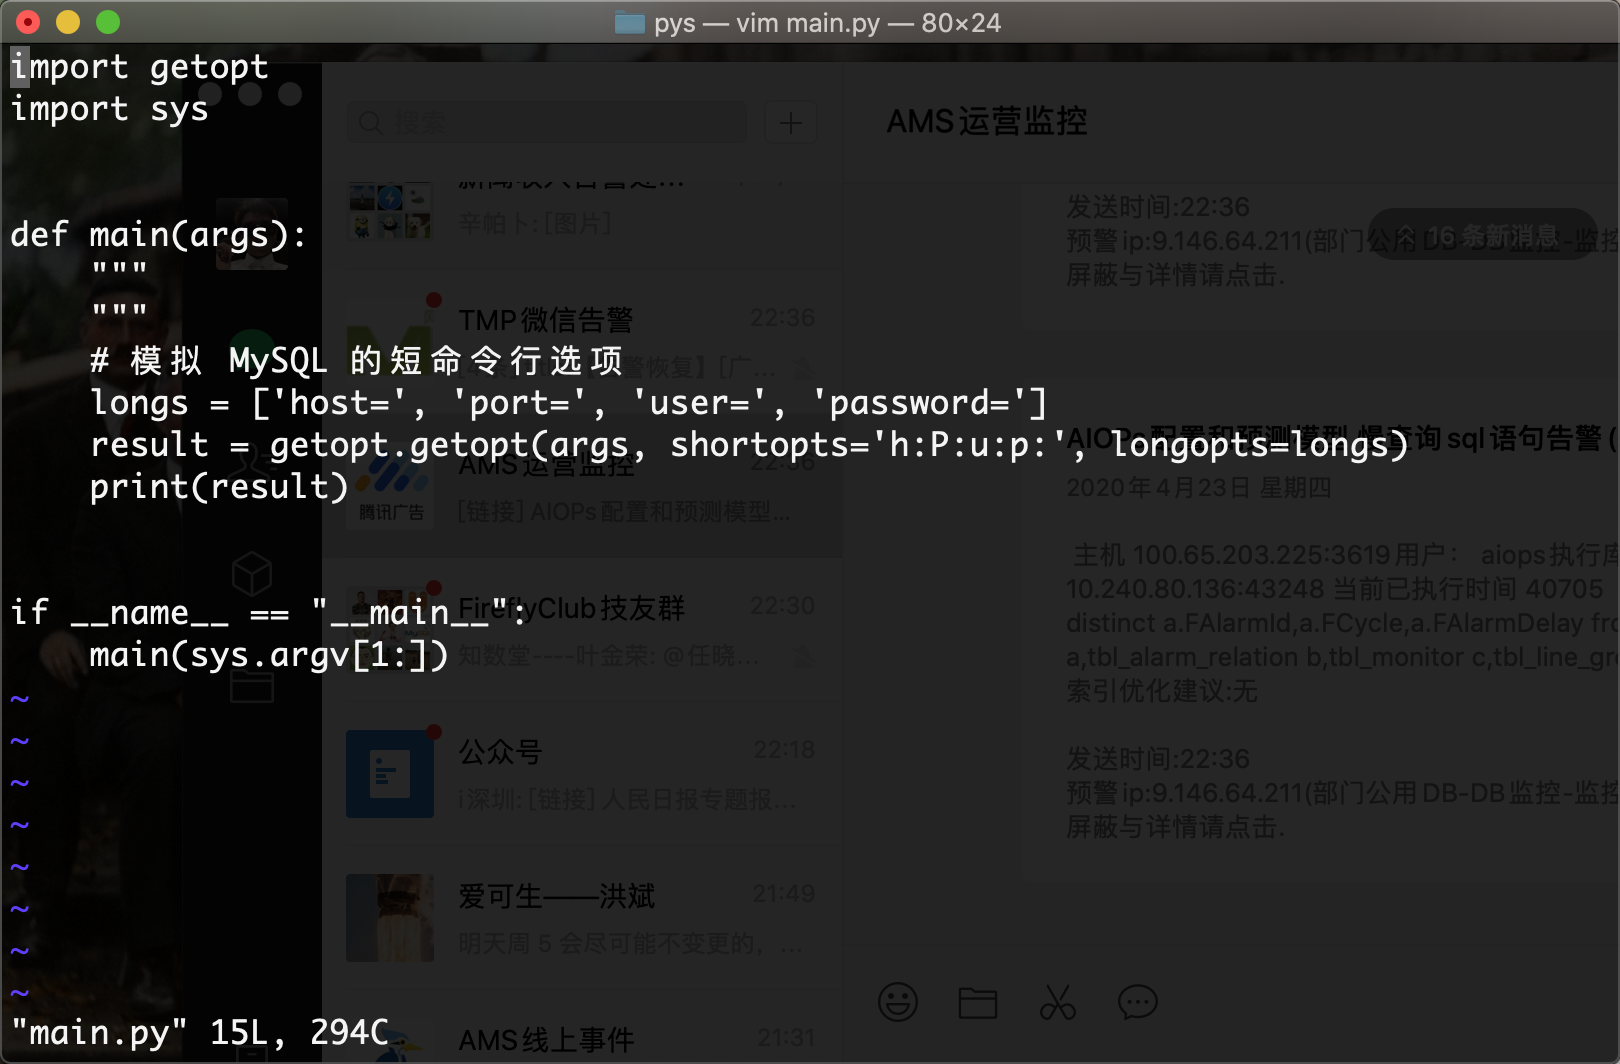 pys — vim main.py — 80×24
import getopt
import sys
def main(args):
"""
"""
# 模拟 MySQL 的短命令行选项
longs = ['host=', 'port=', 'user=', 'password=']
result = getopt.getopt(args, shortopts='h:P:u:p:', longopts=longs)
print(result)
if __name__ == "__main__":
main(sys.argv[1:])
~
~
~
~
~
~
~
~
"main.py" 15L, 294C
搜索
辛帕卜: [图片]
TMP微信告警
22:36
AMS运营监控
22:36
腾讯广告
[链接] AIOPs配置和预测模型...
FireflyClub技友群
22:30
知数堂----叶金荣: @任晓...
公众号
22:18
i深圳: [链接] 人民日报专题报...
爱可生——洪斌
21:49
明天周 5 会尽可能不变更的，...
AMS线上事件
21:31
AMS运营监控
发送时间:22:36
16 条新消息
预警ip:9.146.64.211(部门公用DB-DB监控-监控
屏蔽与详情请点击.
AIOPs配置和预测模型-慢查询sql语句告警(
2020年4月23日 星期四
主机 100.65.203.225:3619用户： aiops执行库
10.240.80.136:43248 当前已执行时间 40705
distinct a.FAlarmId,a.FCycle,a.FAlarmDelay fro
a,tbl_alarm_relation b,tbl_monitor c,tbl_line_gr
索引优化建议:无
发送时间:22:36
预警ip:9.146.64.211(部门公用DB-DB监控-监控
屏蔽与详情请点击.